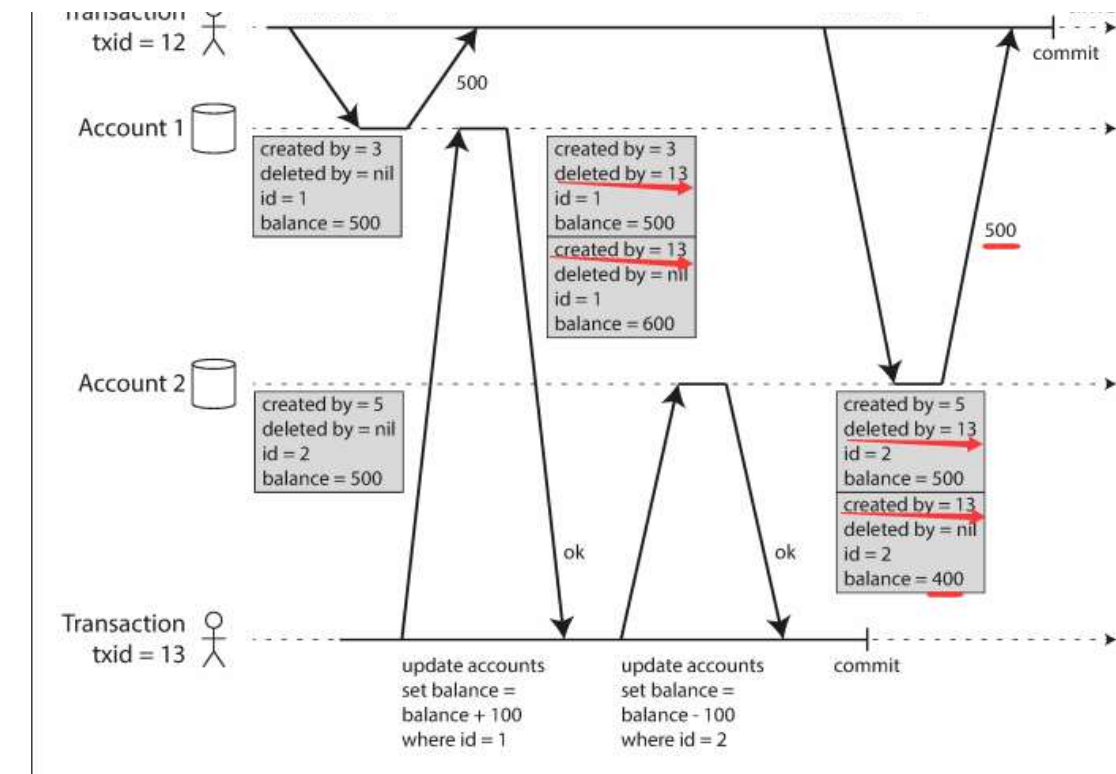 Transaction
txid = 12
commit
500
Account 1
created by = 3
deleted by = nil
id = 1
balance = 500
created by = 3
deleted by = 13
id = 1
balance = 500
created by = 13
deleted by = nil
id = 1
balance = 600
500
Account 2
created by = 5
deleted by = nil
id = 2
balance = 500
created by = 5
deleted by = 13
id = 2
balance = 500
created by = 13
deleted by = nil
id = 2
balance = 400
ok
ok
Transaction
txid = 13
update accounts
set balance =
balance + 100
where id = 1
update accounts
set balance =
balance - 100
where id = 2
commit